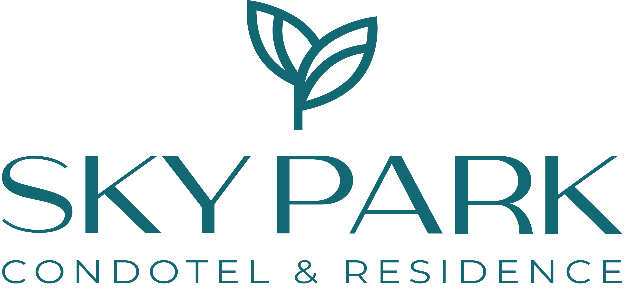 SKY PARK
CONDOTEL & RESIDENCE